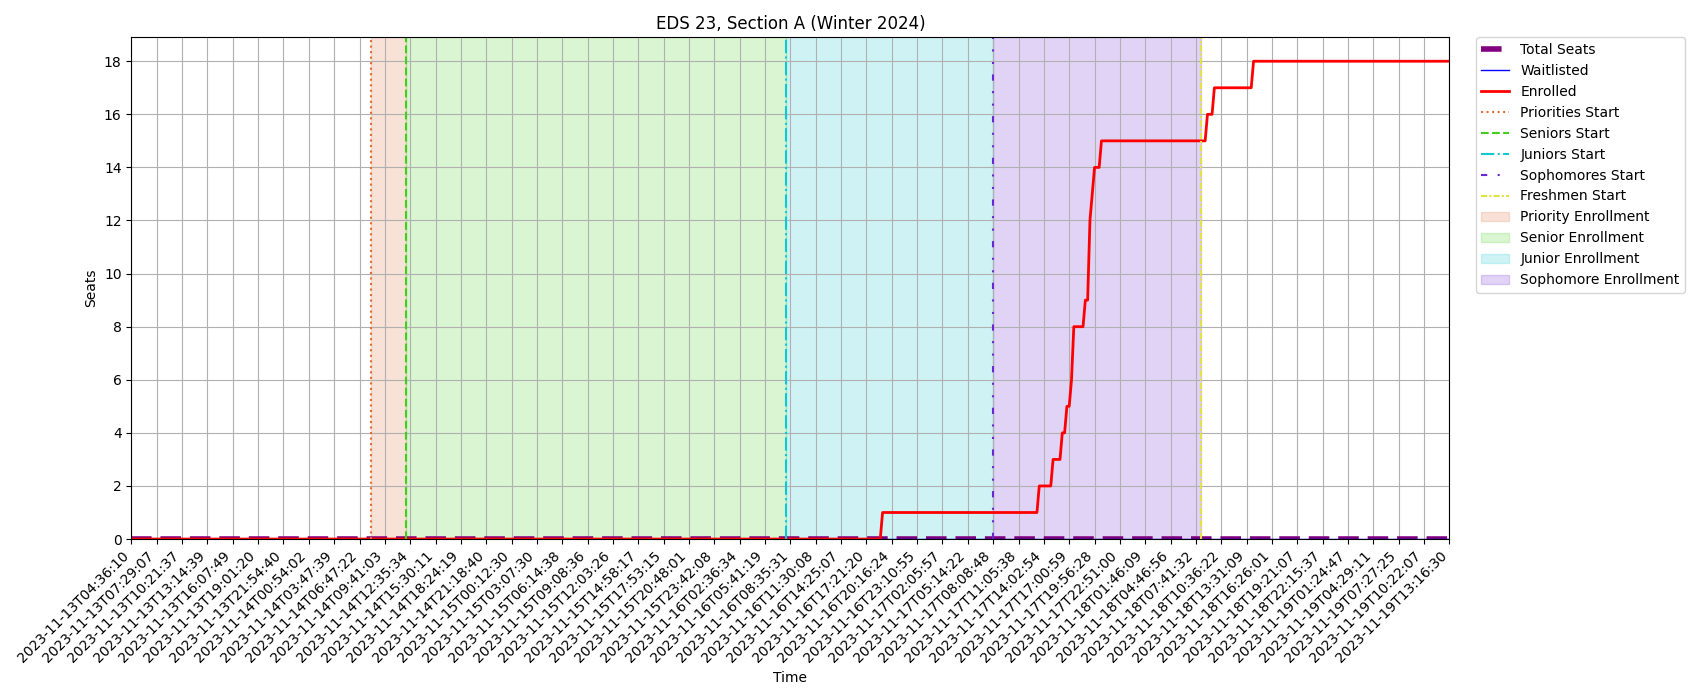 EDS 23, Section A (Winter 2024)
Seats
18
16
14
12
10
8
6
4
2
0
Total Seats
Waitlisted
Enrolled
Priorities Start
Seniors Start
Juniors Start
Sophomores Start
Freshmen Start
Priority Enrollment
Senior Enrollment
Junior Enrollment
Sophomore Enrollment
2023-11-13T04:36:10
2023-11-13T07:29:07
2023-11-13T10:21:37
2023-11-13T13:14:39
2023-11-13T16:07:49
2023-11-13T19:01:20
2023-11-13T21:54:40
2023-11-14T00:54:02
2023-11-14T03:47:39
2023-11-14T06:47:22
2023-11-14T09:41:03
2023-11-14T12:35:34
2023-11-14T15:30:11
2023-11-14T18:24:19
2023-11-14T21:18:40
2023-11-15T00:12:30
2023-11-15T03:07:30
2023-11-15T06:14:38
2023-11-15T09:08:36
2023-11-15T12:03:26
2023-11-15T14:58:17
2023-11-15T17:53:15
2023-11-15T20:48:01
2023-11-15T23:42:08
2023-11-16T02:36:34
2023-11-16T05:41:19
2023-11-16T08:35:31
2023-11-16T11:30:08
2023-11-16T14:25:07
2023-11-16T17:21:20
2023-11-16T20:16:24
2023-11-16T23:10:55
2023-11-17T02:05:57
2023-11-17T05:14:22
2023-11-17T08:08:48
2023-11-17T11:05:38
2023-11-17T14:02:54
2023-11-17T17:00:59
2023-11-17T19:56:28
2023-11-17T22:51:00
2023-11-18T01:46:09
2023-11-18T04:46:56
2023-11-18T07:41:32
2023-11-18T10:36:22
2023-11-18T13:31:09
2023-11-18T16:26:01
2023-11-18T19:21:07
2023-11-18T22:15:37
2023-11-19T01:24:47
2023-11-19T04:29:11
2023-11-19T07:27:25
2023-11-19T10:22:07
2023-11-19T13:16:30
Time